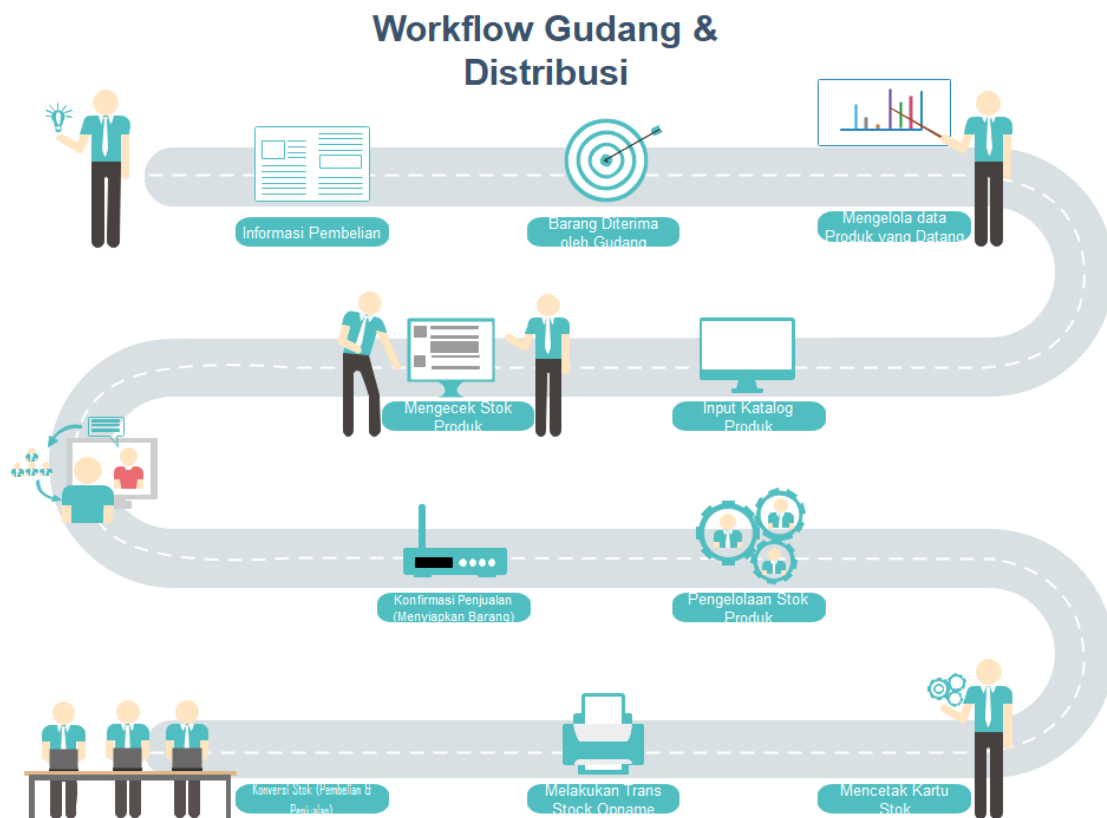 Workflow Gudang &
Distribusi
Informasi Pembelian
Barang Diterima
oleh Gudang
Mengelola data
Produk yang Datang
Mengecek Stok
Produk
Input Katalog
Produk
Konfirmasi Penjualan
(Menyiapkan Barang)
Pengelolaan Stok
Produk
Konversi Stok (Pembelian &
Penjualan)
Melakukan Trans
Stock Opname
Mencetak Kartu
Stok